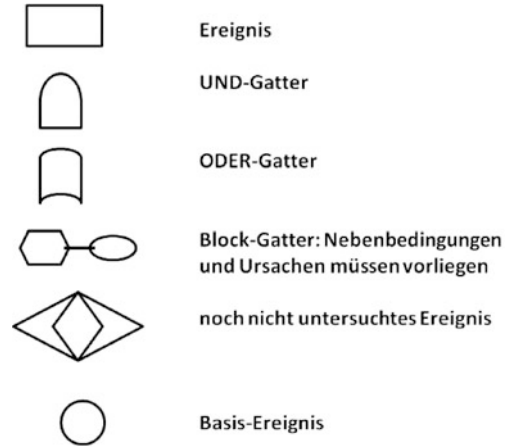 Ereignis
UND-Gatter
ODER-Gatter
Block-Gatter: Nebenbedingungen
und Ursachen müssen vorliegen
noch nicht untersuchtes Ereignis
Basis-Ereignis